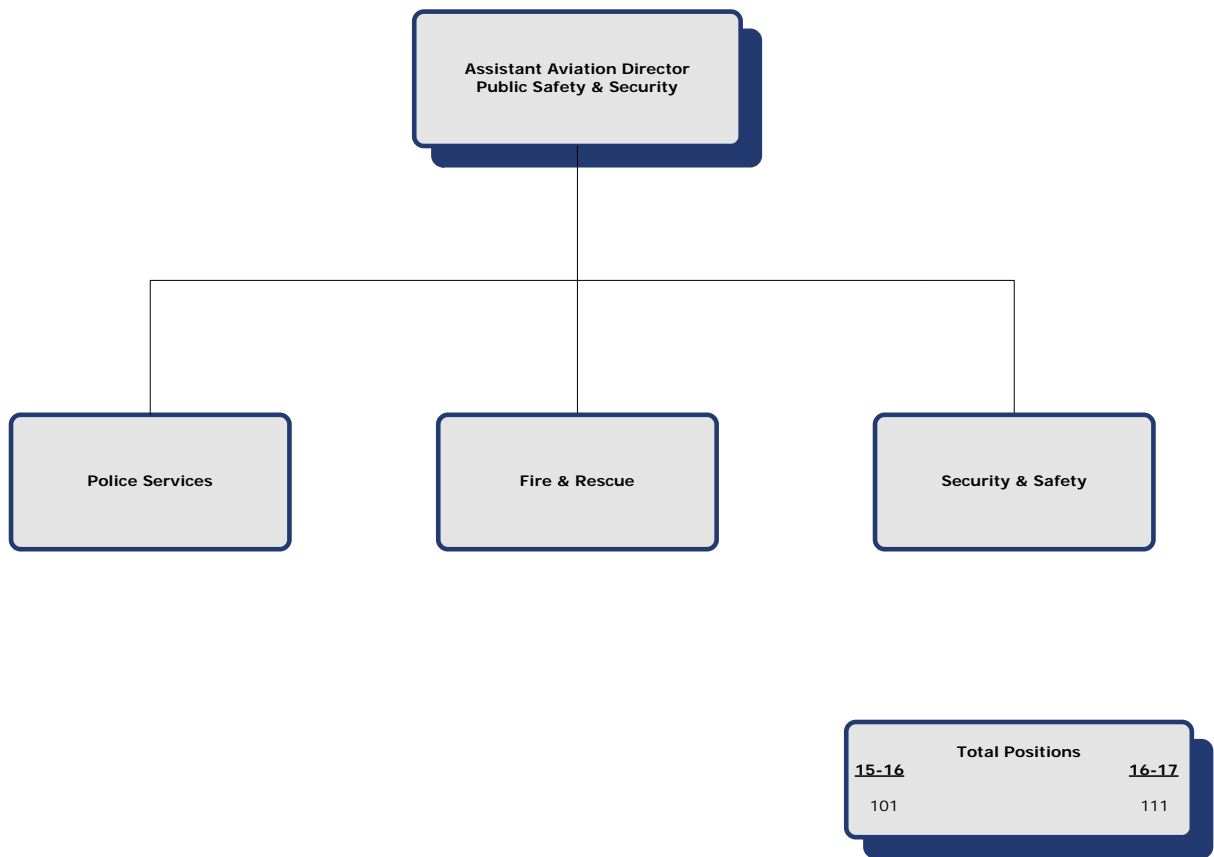 Assistant Aviation Director
Public Safety & Security
Police Services
Fire & Rescue
Security & Safety
Total Positions
15-16 16-17
101 111